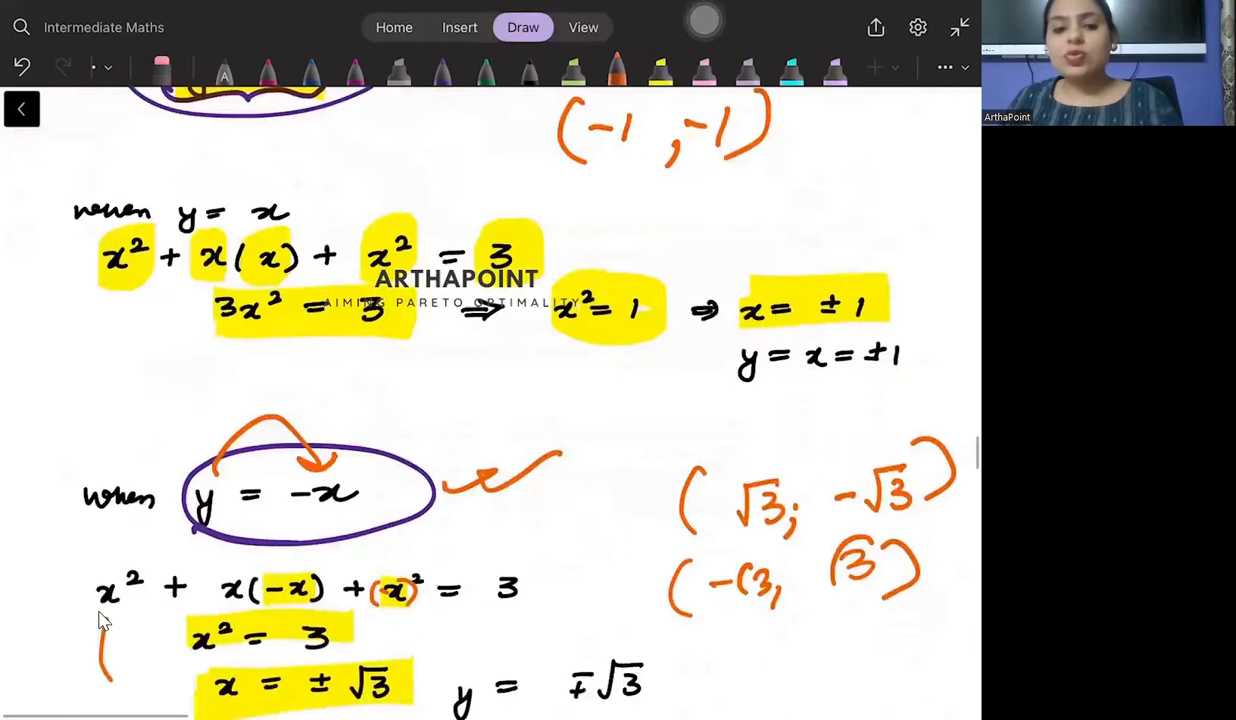 Intermediate Maths
Home Insert Draw View
ArthaPoint
(-1, -1)
when y = x
x² + x(x) + x² = 3
ARTHAPOINT
AIMING PARETO OPTIMALITY
3x² = 3 ⇒ x² = 1 ⇒ x = ±1
y = x = ±1
when y = -x
(√3; -√3)
(-√3, √3)
x² + x(-x) + (x)² = 3
x² = 3
x = ±√3 y = ∓√3